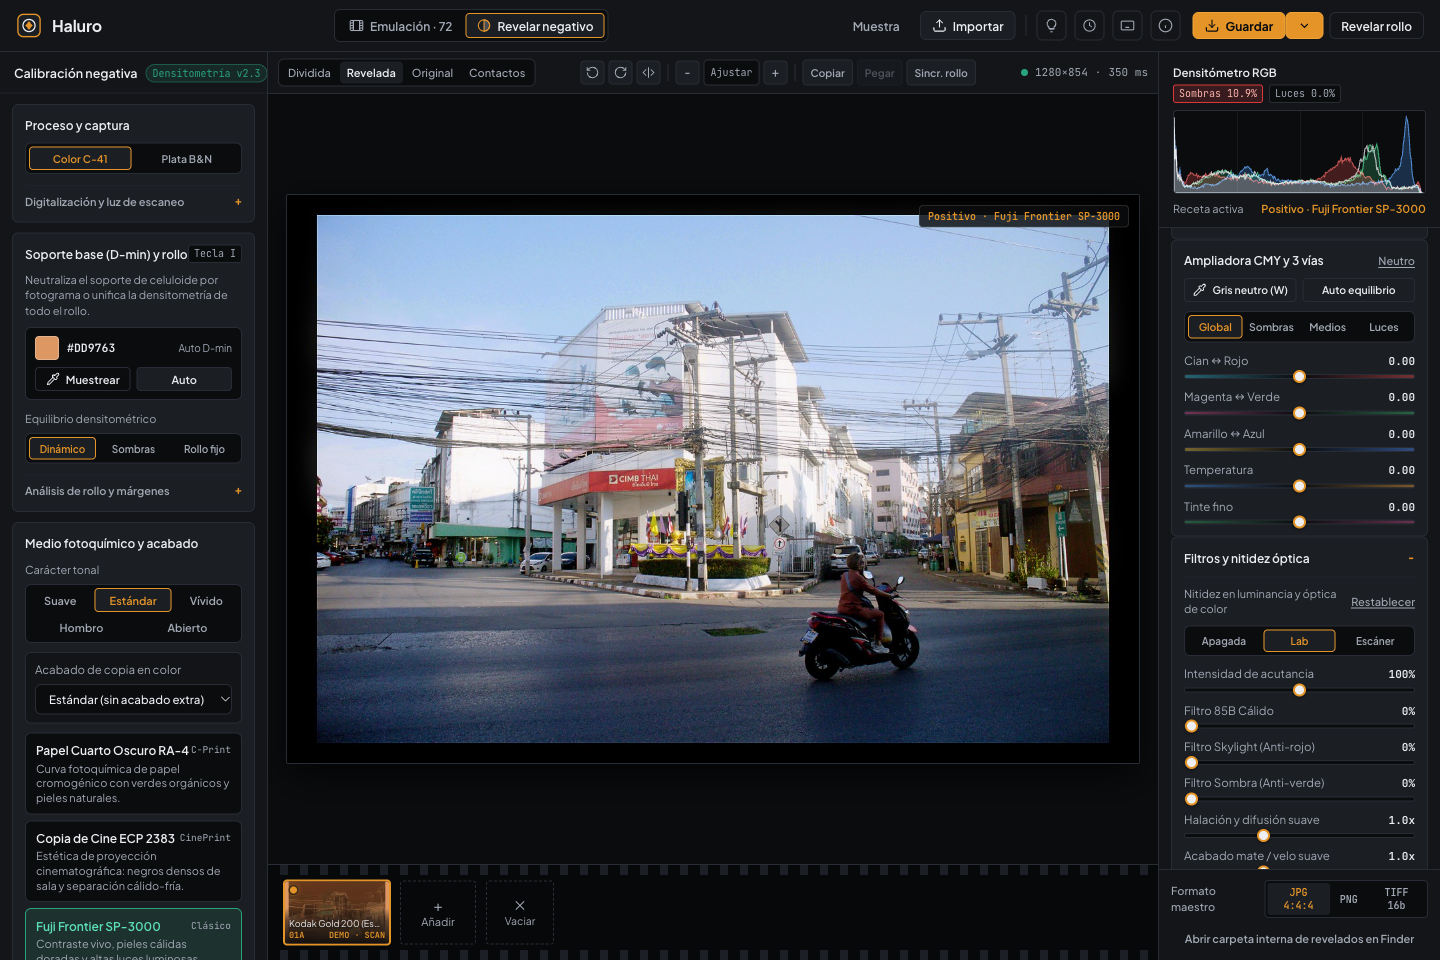 Haluro
Emulación · 72
Revelar negativo
Muestra
Importar
Guardar
Revelar rollo
Calibración negativa
Densitometría v2.3
Dividida
Revelada
Original
Contactos
-
Ajustar
+
Copiar
Pegar
Sincr. rollo
1280×854 · 350 ms
Proceso y captura
Color C-41
Plata B&N
Digitalización y luz de escaneo
+
Soporte base (D-min) y rollo
Tecla I
Neutraliza el soporte de celuloide por
fotograma o unifica la densitometría de
todo el rollo.
#DD9763
Auto D-min
Muestrear
Auto
Equilibrio densitométrico
Dinámico
Sombras
Rollo fijo
Análisis de rollo y márgenes
+
Medio fotoquímico y acabado
Carácter tonal
Suave
Estándar
Vívido
Hombro
Abierto
Acabado de copia en color
Estándar (sin acabado extra)
Papel Cuarto Oscuro RA-4
C-Print
Curva fotoquímica de papel
cromogénico con verdes orgánicos y
pieles naturales.
Copia de Cine ECP 2383
CinePrint
Estética de proyección
cinematográfica: negros densos de
sala y separación cálido-fría.
Fuji Frontier SP-3000
Clásico
Contraste vivo, pieles cálidas
doradas y altas luces luminosas
Positivo · Fuji Frontier SP-3000
CIMB THAI
Kodak Gold 200 (Es...
01A
DEMO · SCAN
+
Añadir
Vaciar
Densitómetro RGB
Sombras 10.9%
Luces 0.0%
Receta activa
Positivo · Fuji Frontier SP-3000
Ampliadora CMY y 3 vías
Neutro
Gris neutro (W)
Auto equilibrio
Global
Sombras
Medios
Luces
Cian ↔ Rojo
0.00
Magenta ↔ Verde
0.00
Amarillo ↔ Azul
0.00
Temperatura
0.00
Tinte fino
0.00
Filtros y nitidez óptica
-
Nitidez en luminancia y óptica
de color
Restablecer
Apagada
Lab
Escáner
Intensidad de acutancia
100%
Filtro 85B Cálido
0%
Filtro Skylight (Anti-rojo)
0%
Filtro Sombra (Anti-verde)
0%
Halación y difusión suave
1.0x
Acabado mate / velo suave
1.0x
Formato
maestro
JPG
4:4:4
PNG
TIFF
16b
Abrir carpeta interna de revelados en Finder